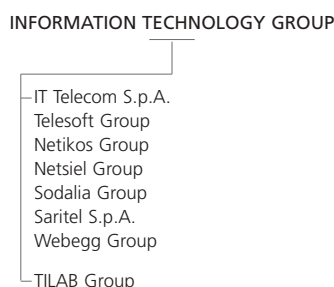 INFORMATION TECHNOLOGY GROUP
IT Telecom S.p.A.
Telesoft Group
Netikos Group
Netsiel Group
Sodalia Group
Saritel S.p.A.
Webegg Group
TILAB Group